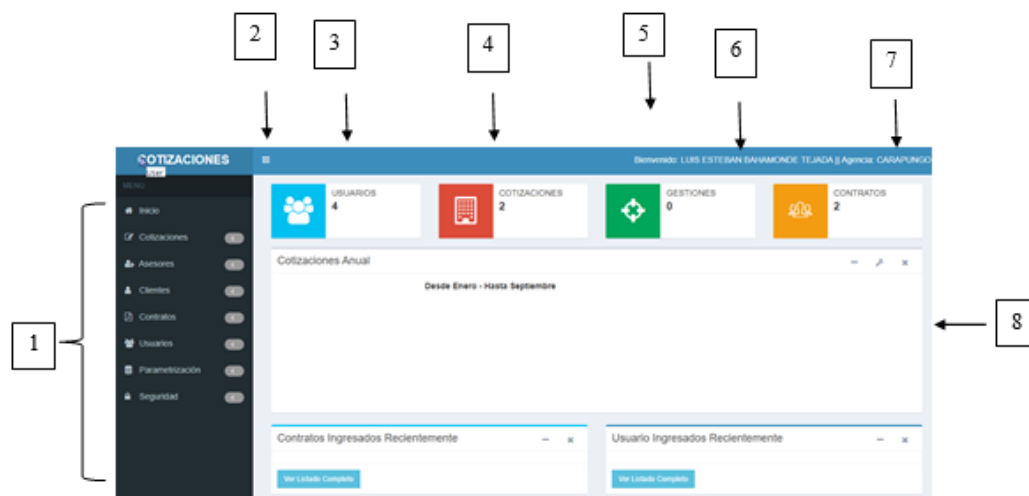 2
3
4
5
6
7
COTIZACIONES
User
Bienvenido: LUIS ESTEBAN BAHAMONDE TEJADA || Agencia: CARAPUNGO
MENU
USUARIOS
4
COTIZACIONES
2
GESTIONES
0
CONTRATOS
2
1
Inicio
Cotizaciones
Asesores
Clientes
Contratos
Usuarios
Parametrización
Seguridad
Cotizaciones Anual
Desde Enero - Hasta Septiembre
8
Contratos Ingresados Recientemente
Ver Listado Completo
Usuario Ingresados Recientemente
Ver Listado Completo